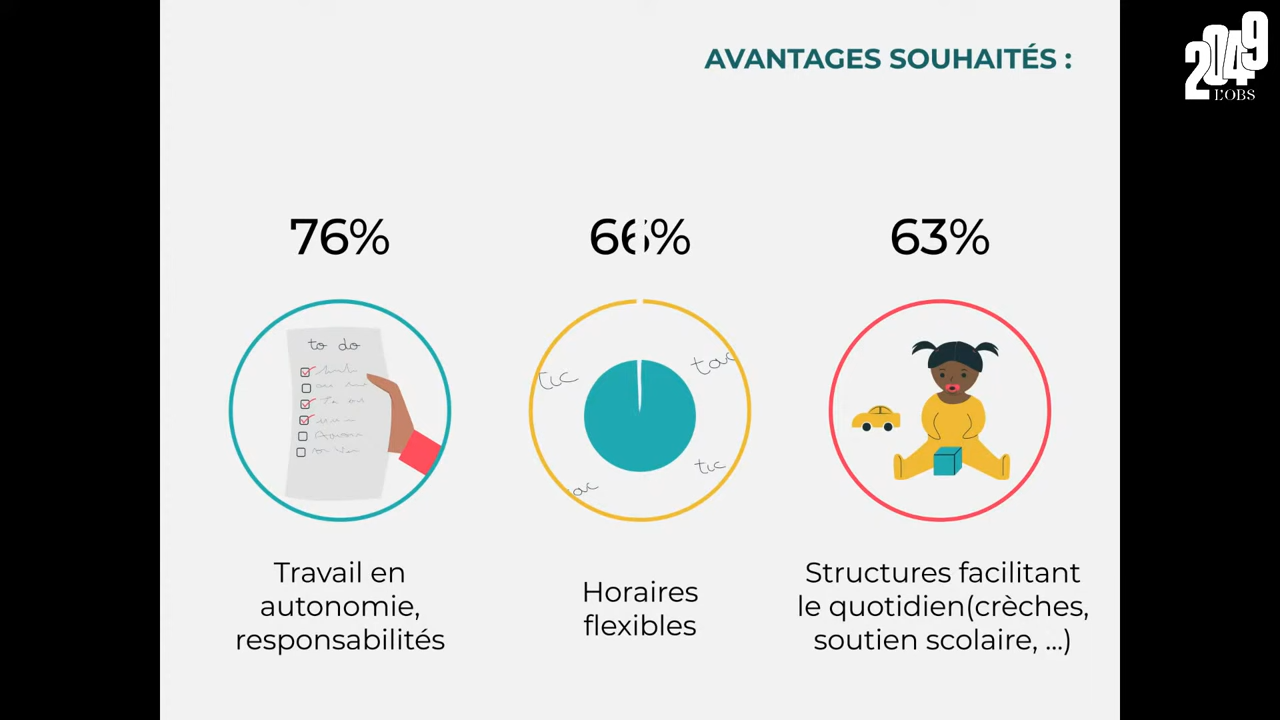 AVANTAGES SOUHAITÉS :
2049
L'OBS
76%
66%
63%
to do
tic
tac
tic
Travail en
autonomie,
responsabilités
Horaires
flexibles
Structures facilitant
le quotidien(crèches,
soutien scolaire, ...)